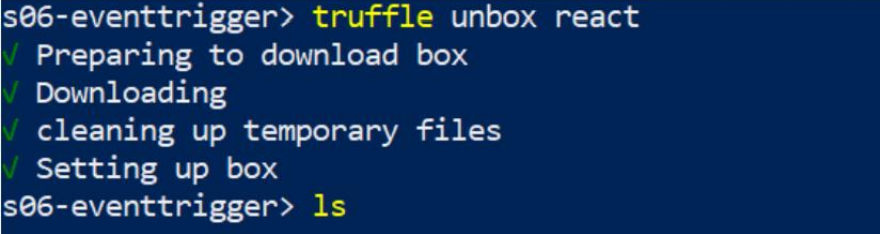 s06-eventtrigger> truffle unbox react
√ Preparing to download box
√ Downloading
√ cleaning up temporary files
√ Setting up box
s06-eventtrigger> ls